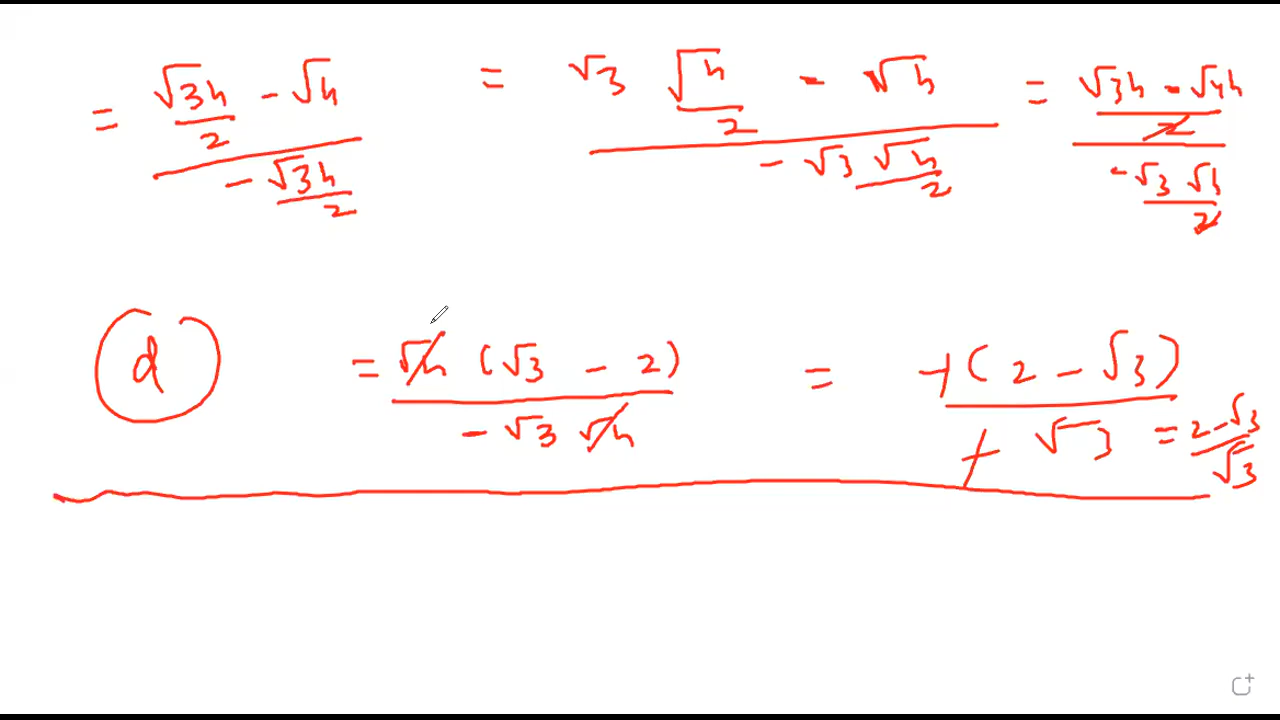 = (√3h/2 - √h) / (-√3h/2) = (√3 √h/2 - √h) / (-√3 √h/2) = ((√3h - √4h)/2) / (-√3 √h/2)
d = √h (√3 - 2) / (-√3 √h) = -1(2 - √3) / (-√3) = (2-√3)/√3